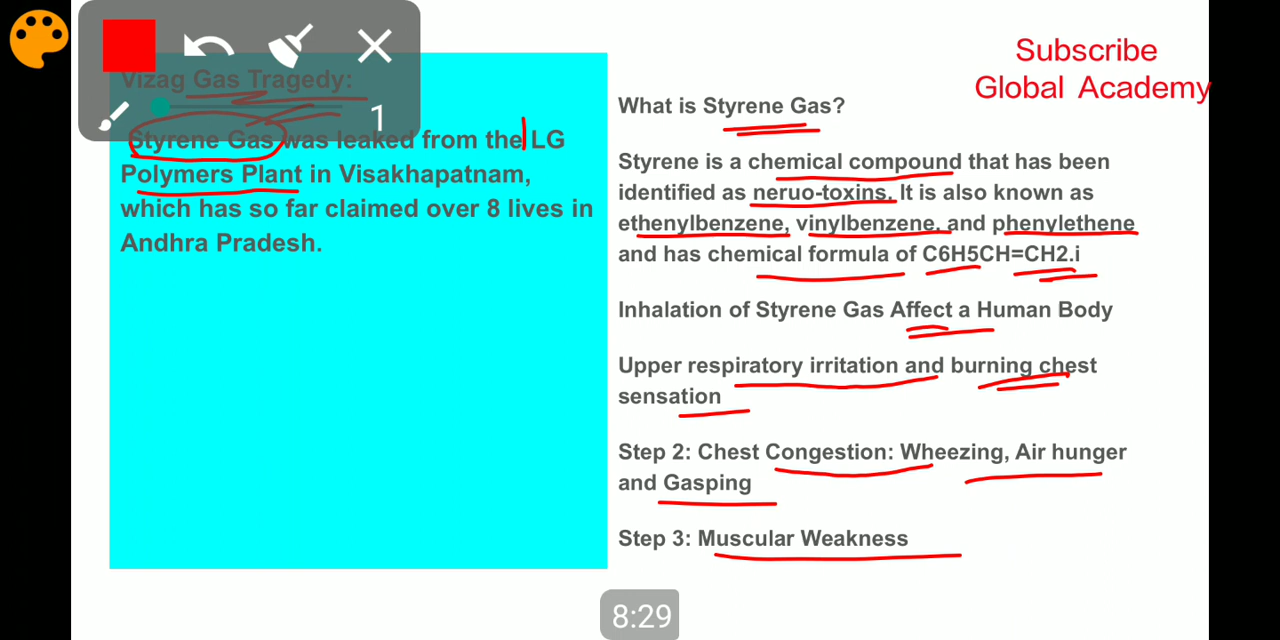 Vizag Gas Tragedy:
1
Styrene Gas was leaked from the LG
Polymers Plant in Visakhapatnam,
which has so far claimed over 8 lives in
Andhra Pradesh.
Subscribe
Global Academy
What is Styrene Gas?
Styrene is a chemical compound that has been
identified as neruo-toxins. It is also known as
ethenylbenzene, vinylbenzene, and phenylethene
and has chemical formula of C6H5CH=CH2.i
Inhalation of Styrene Gas Affect a Human Body
Upper respiratory irritation and burning chest
sensation
Step 2: Chest Congestion: Wheezing, Air hunger
and Gasping
Step 3: Muscular Weakness
8:29